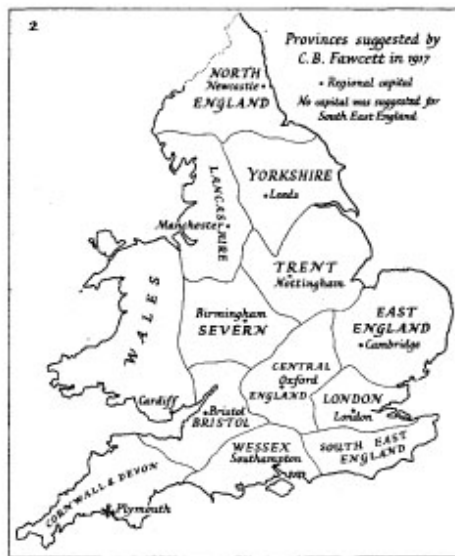 2
Provinces suggested by
C. B. Fawcett in 1917
• Regional capital
No capital was suggested for
South East England
NORTH
Newcastle
ENGLAND
LANCASHIRE
YORKSHIRE
Leeds
Manchester
TRENT
Nottingham
WALES
Birmingham
SEVERN
EAST
ENGLAND
Cambridge
CENTRAL
Oxford
ENGLAND
Cardiff
Bristol
BRISTOL
LONDON
London
WESSEX
Southampton
SOUTH EAST
ENGLAND
CORNWALL & DEVON
Plymouth